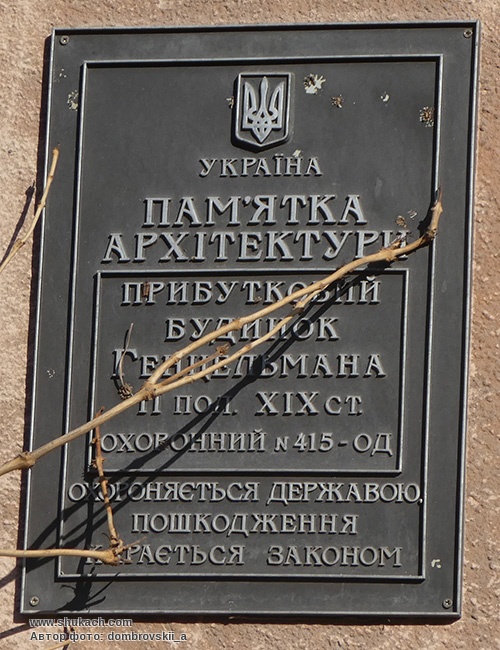 УКРАЇНА
ПАМ'ЯТКА
АРХІТЕКТУРИ
ПРИБУТКОВИЙ
БУДИНОК
ГЕНЦЕЛЬМАНА
II ПОЛ. XIX СТ.
ОХОРОННИЙ N 415-ОД
ОХОРОНЯЄТЬСЯ ДЕРЖАВОЮ,
ПОШКОДЖЕННЯ
КАРАЄТЬСЯ ЗАКОНОМ
www.shukach.com
Автор фото: dombrovskii_a